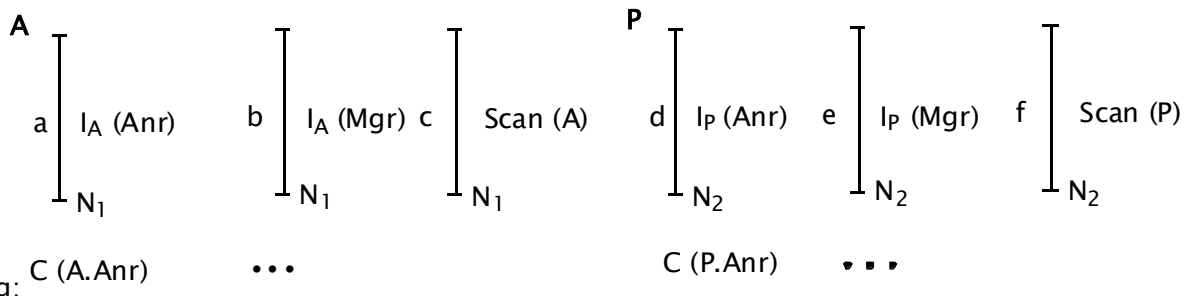 A P
a I_A (Anr) b I_A (Mgr) c Scan (A) d I_P (Anr) e I_P (Mgr) f Scan (P)
N_1 N_1 N_1 N_2 N_2 N_2
C (A.Anr) ••• C (P.Anr) •••